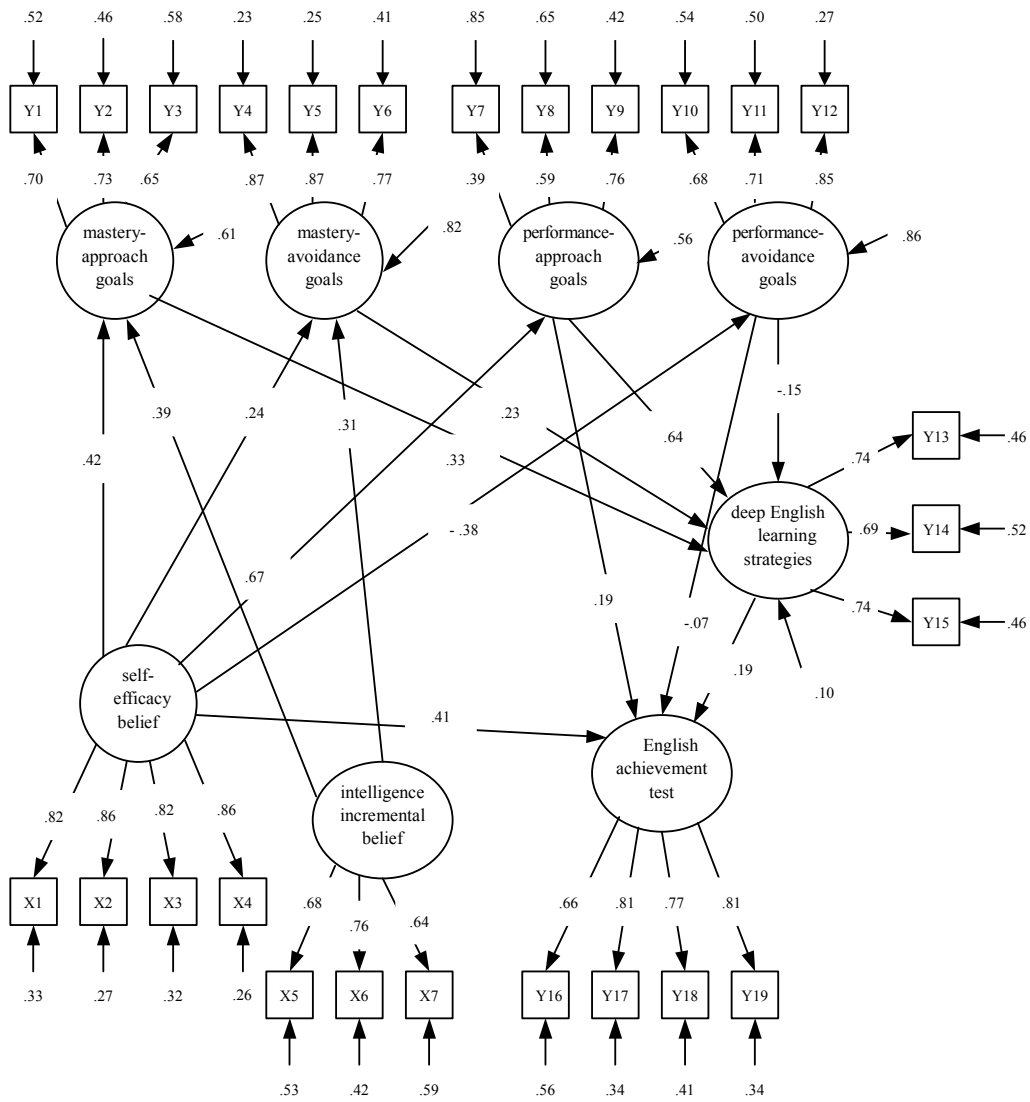 .52 .46 .58 .23 .25 .41 .85 .65 .42 .54 .50 .27
Y1 Y2 Y3 Y4 Y5 Y6 Y7 Y8 Y9 Y10 Y11 Y12
.70 .73 .65 .87 .87 .77 .39 .59 .76 .68 .71 .85
mastery-
approach
goals
.61
mastery-
avoidance
goals
.82
performance-
approach
goals
.56
performance-
avoidance
goals
.86
.39 .24 .31 .23 -.15
.42 .33 .64
- .38
.67
.74 Y13 .46
deep English
learning
strategies
.69 Y14 .52
.74 Y15 .46
.19 -.07 .19 .10
self-
efficacy
belief
.41
English
achievement
test
intelligence
incremental
belief
.82 .86 .82 .86
X1 X2 X3 X4
.33 .27 .32 .26
.68 .76 .64
X5 X6 X7
.53 .42 .59
.66 .81 .77 .81
Y16 Y17 Y18 Y19
.56 .34 .41 .34